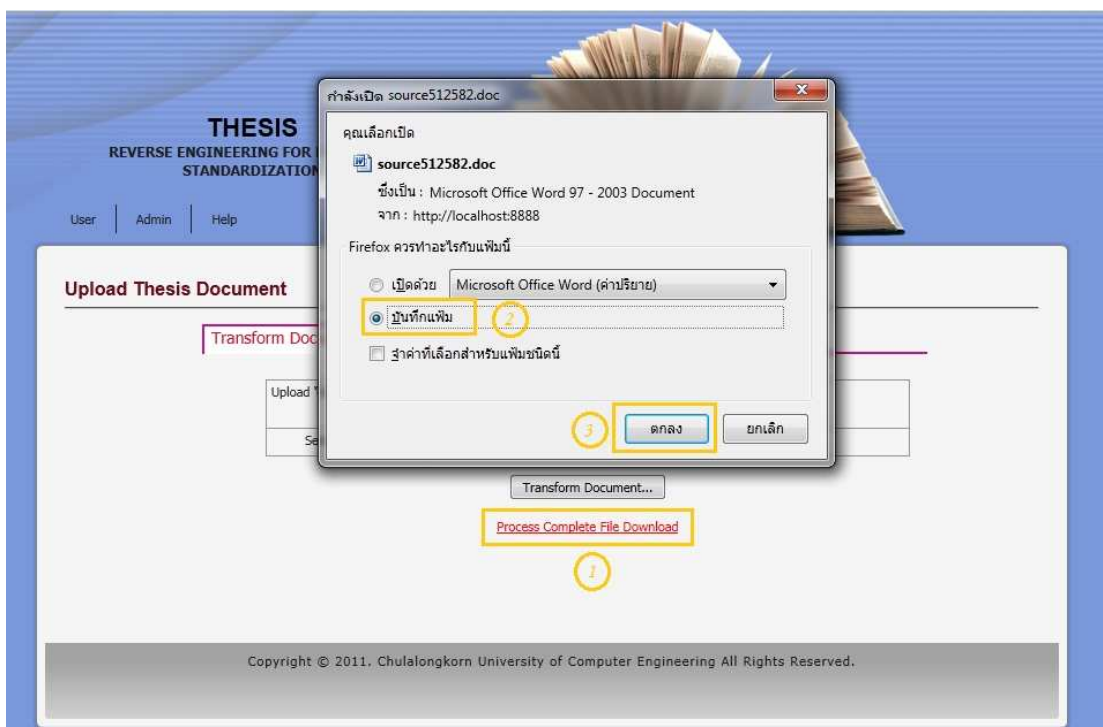 THESIS
REVERSE ENGINEERING FOR
STANDARDIZATION
User Admin Help
กำลังเปิด source512582.doc
X
คุณเลือกเปิด
source512582.doc
ซึ่งเป็น : Microsoft Office Word 97 - 2003 Document
จาก : http://localhost:8888
Firefox ควรทำอะไรกับแฟ้มนี้
เปิดด้วย Microsoft Office Word (ค่าปริยาย)
บันทึกแฟ้ม 2
จำค่าที่เลือกสำหรับแฟ้มชนิดนี้
3 ตกลง ยกเลิก
Upload Thesis Document
Transform Doc
Upload
Se
Transform Document...
Process Complete File Download
1
Copyright © 2011. Chulalongkorn University of Computer Engineering All Rights Reserved.